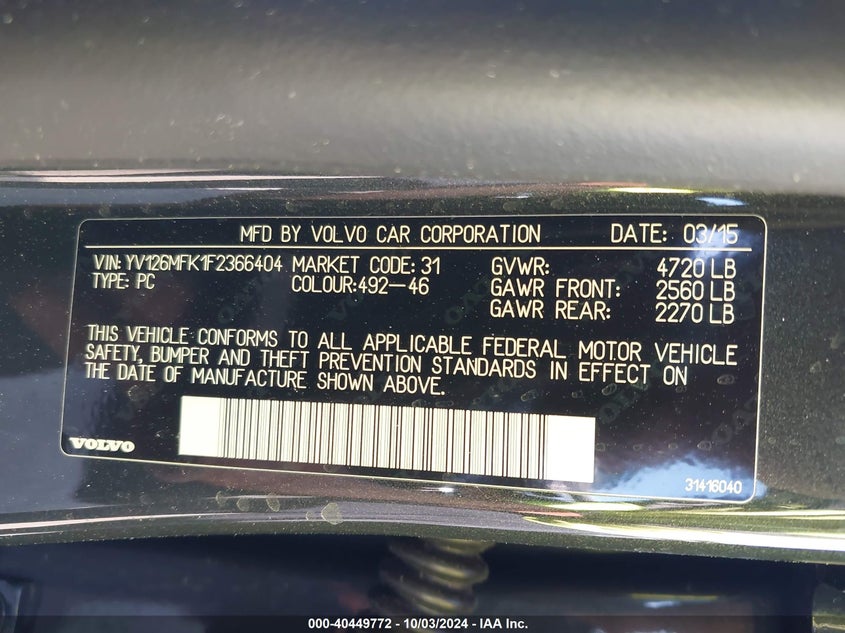 MFD BY VOLVO CAR CORPORATION DATE: 03/15
VIN: YV126MFK1F2366404 MARKET CODE: 31 GVWR: 4720 LB
TYPE: PC COLOUR:492-46 GAWR FRONT: 2560 LB
GAWR REAR: 2270 LB
THIS VEHICLE CONFORMS TO ALL APPLICABLE FEDERAL MOTOR VEHICLE
SAFETY, BUMPER AND THEFT PREVENTION STANDARDS IN EFFECT ON
THE DATE OF MANUFACTURE SHOWN ABOVE.
VOLVO
31416040
000-40449772 - 10/03/2024 - IAA Inc.